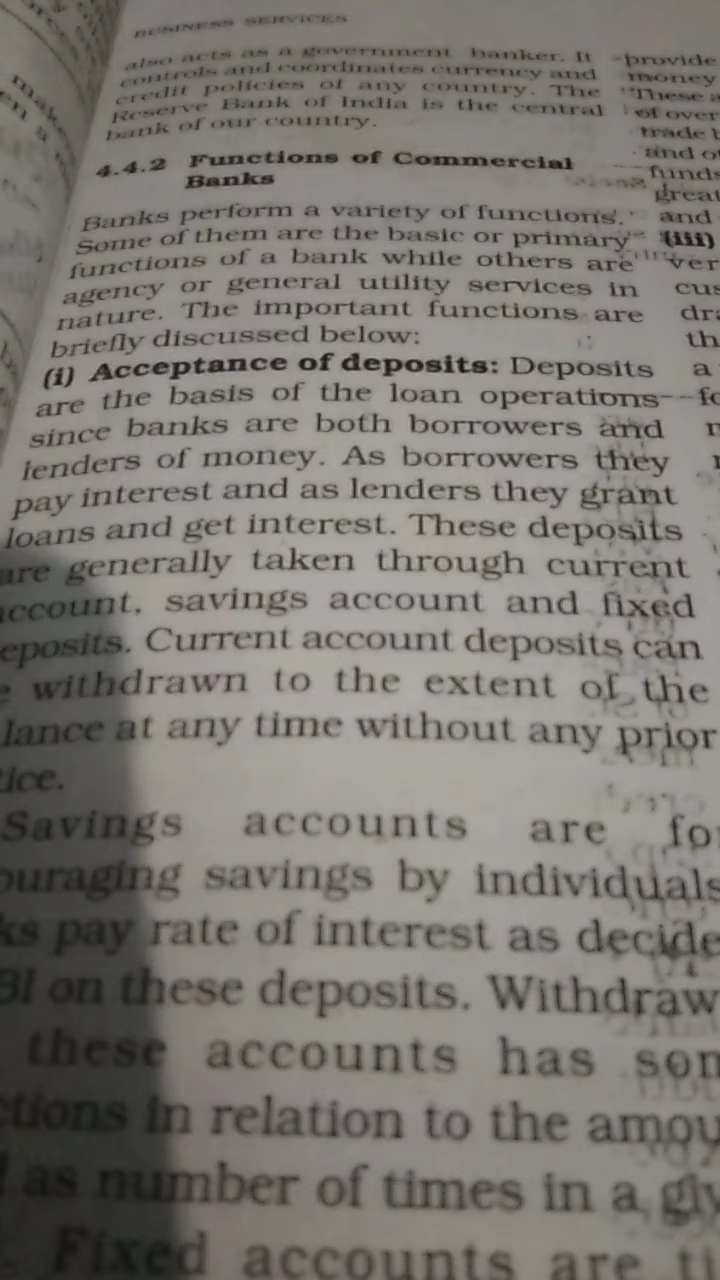 BUSINESS SERVICES
also acts as a government banker. It
controls and coordinates currency and
credit policies of any country. The
Reserve Bank of India is the central
bank of our country.
4.4.2 Functions of Commercial
Banks
Banks perform a variety of functions.
Some of them are the basic or primary
functions of a bank while others are
agency or general utility services in
nature. The important functions are
briefly discussed below:
(i) Acceptance of deposits: Deposits
are the basis of the loan operations
since banks are both borrowers and
lenders of money. As borrowers they
pay interest and as lenders they grant
loans and get interest. These deposits
are generally taken through current
account, savings account and fixed
eposits. Current account deposits can
e withdrawn to the extent of the
lance at any time without any prior
tice.
Savings accounts are fo
ouraging savings by individuals
ks pay rate of interest as decide
BI on these deposits. Withdraw
these accounts has som
ctions in relation to the amou
as number of times in a giv
Fixed accounts are ti
provide
money
"These a
of over
trade
and o
funds
great
and
(iii)
ver
cus
dra
th
a
fo